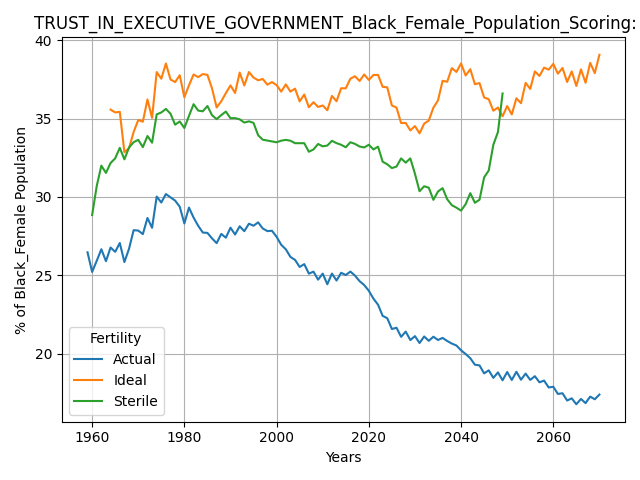 TRUST_IN_EXECUTIVE_GOVERNMENT_Black_Female_Population_Scoring:
40
35
30
25
20
% of Black_Female Population
Fertility
Actual
Ideal
Sterile
1960
1980
2000
2020
2040
2060
Years